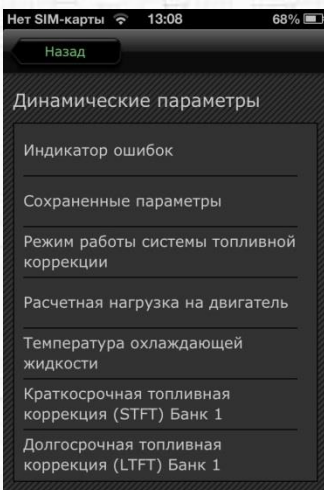 Нет SIM-карты 13:08 68%
Назад
Динамические параметры
Индикатор ошибок
Сохраненные параметры
Режим работы системы топливной
коррекции
Расчетная нагрузка на двигатель
Температура охлаждающей
жидкости
Краткосрочная топливная
коррекция (STFT) Банк 1
Долгосрочная топливная
коррекция (LTFT) Банк 1